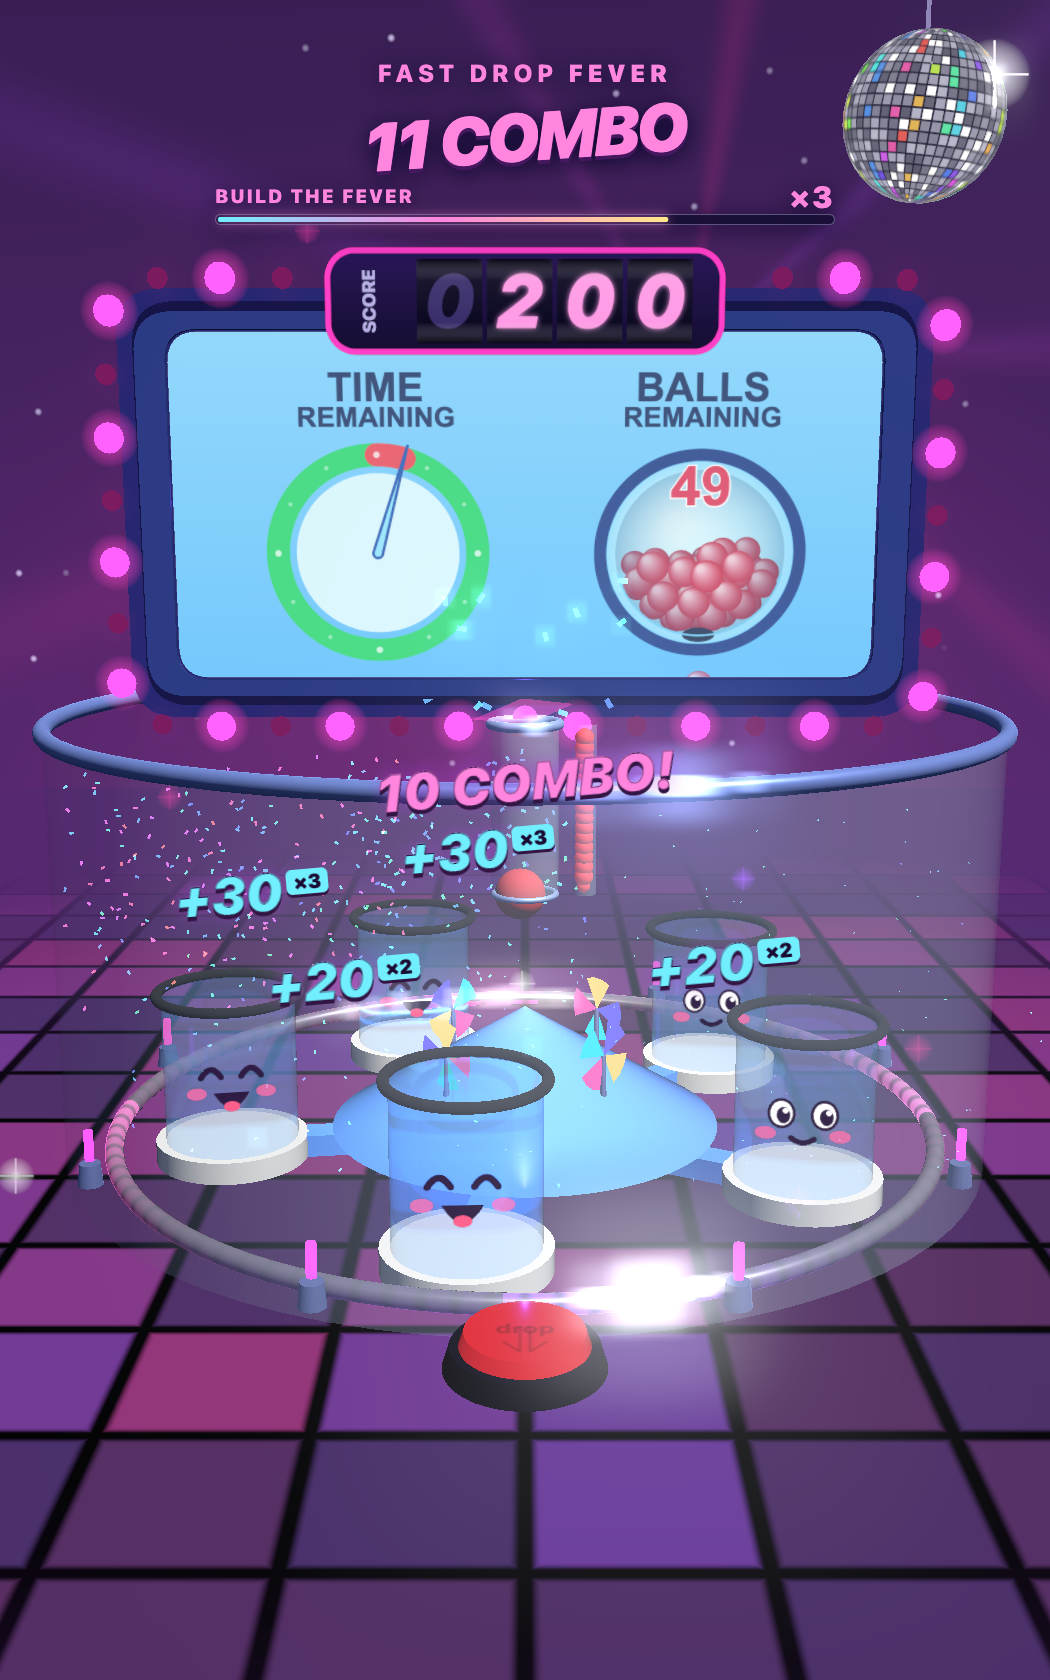 FAST DROP FEVER
11 COMBO
BUILD THE FEVER
×3
SCORE
0200
TIME
REMAINING
BALLS
REMAINING
49
10 COMBO!
+30 ×3
+30 ×3
+20 ×2
+20 ×2
drop